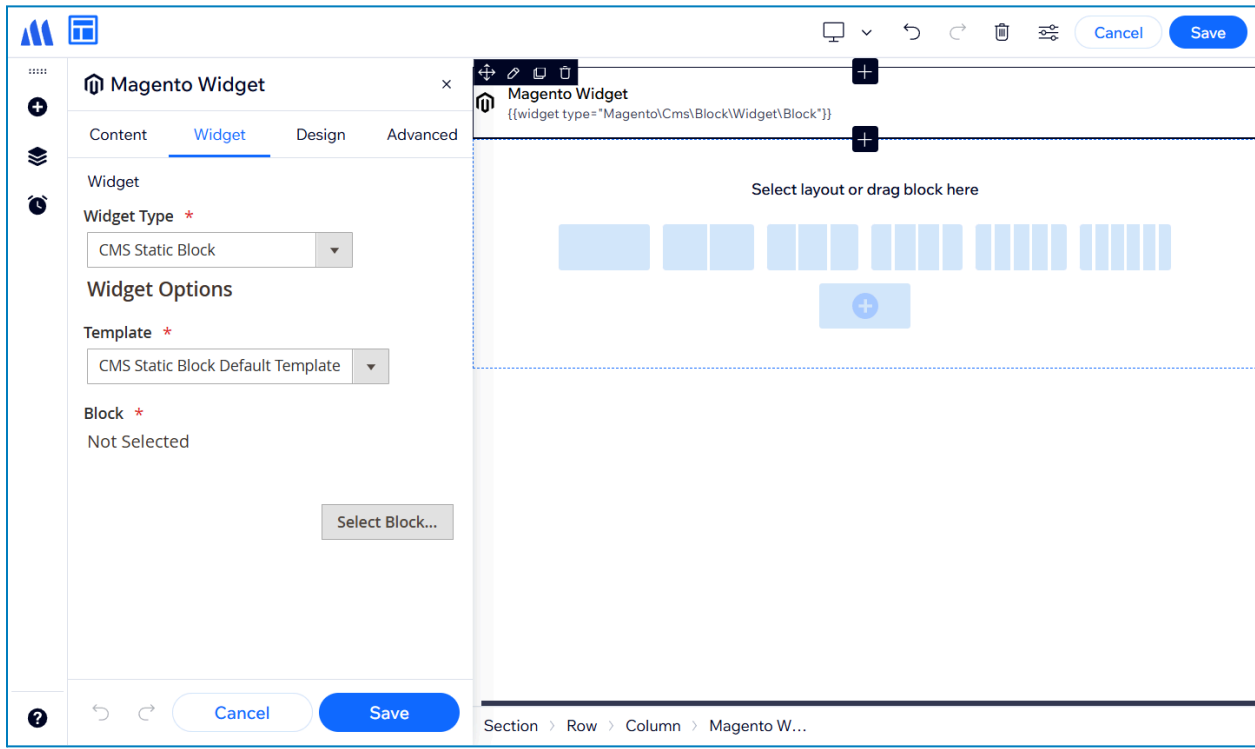 Cancel
Save
Magento Widget
×
Content
Widget
Design
Advanced
Widget
Widget Type *
CMS Static Block
Widget Options
Template *
CMS Static Block Default Template
Block *
Not Selected
Select Block...
Cancel
Save
Magento Widget
{{widget type="Magento\Cms\Block\Widget\Block"}}
Select layout or drag block here
Section > Row > Column > Magento W...